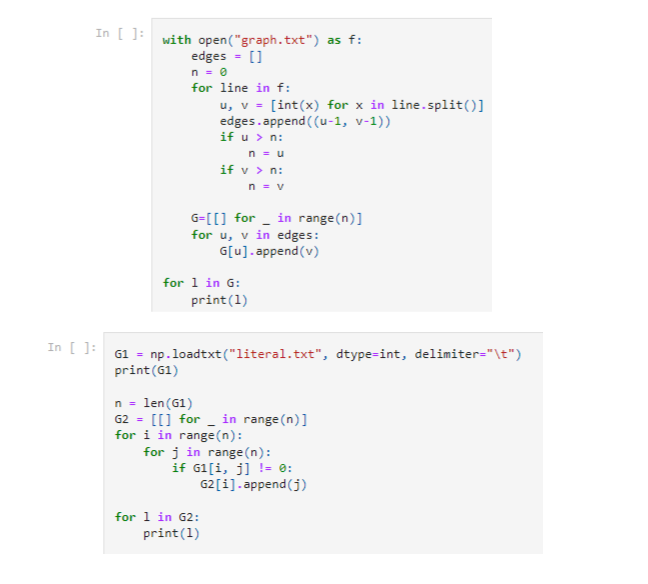 In [ ]:
with open("graph.txt") as f:
    edges = []
    n = 0
    for line in f:
        u, v = [int(x) for x in line.split()]
        edges.append((u-1, v-1))
        if u > n:
            n = u
        if v > n:
            n = v

    G=[[] for _ in range(n)]
    for u, v in edges:
        G[u].append(v)

for l in G:
    print(l)
In [ ]:
G1 = np.loadtxt("literal.txt", dtype=int, delimiter="\t")
print(G1)

n = len(G1)
G2 = [[] for _ in range(n)]
for i in range(n):
    for j in range(n):
        if G1[i, j] != 0:
            G2[i].append(j)

for l in G2:
    print(l)